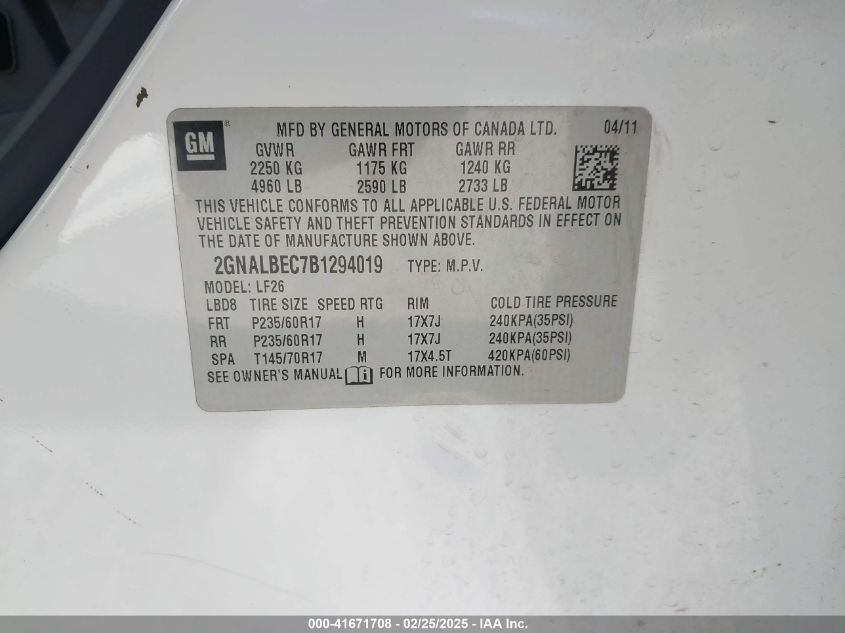 GM ® MFD BY GENERAL MOTORS OF CANADA LTD. 04/11
GVWR GAWR FRT GAWR RR
2250 KG 1175 KG 1240 KG
4960 LB 2590 LB 2733 LB
THIS VEHICLE CONFORMS TO ALL APPLICABLE U.S. FEDERAL MOTOR
VEHICLE SAFETY AND THEFT PREVENTION STANDARDS IN EFFECT ON
THE DATE OF MANUFACTURE SHOWN ABOVE.
2GNALBEC7B1294019 TYPE: M.P.V.
MODEL: LF26
LBD8 TIRE SIZE SPEED RTG RIM COLD TIRE PRESSURE
FRT P235/60R17 H 17X7J 240KPA(35PSI)
RR P235/60R17 H 17X7J 240KPA(35PSI)
SPA T145/70R17 M 17X4.5T 420KPA(60PSI)
SEE OWNER'S MANUAL FOR MORE INFORMATION.
000-41671708 - 02/25/2025 - IAA Inc.